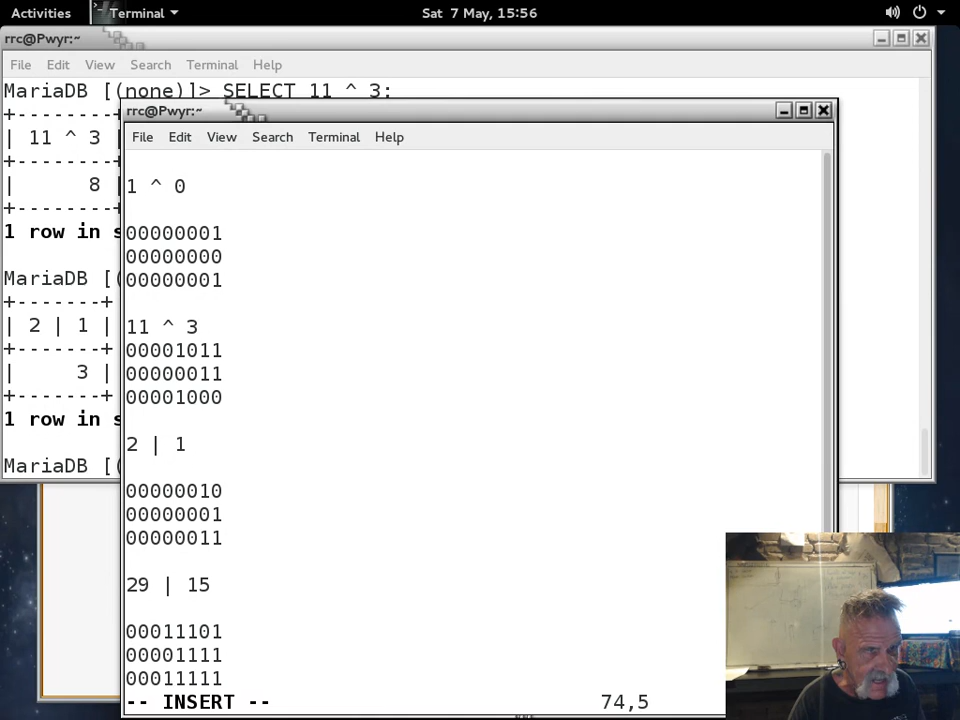 Activities Terminal Sat 7 May, 15:56
rrc@Pwyr:~
File Edit View Search Terminal Help
MariaDB [(none)]> SELECT 11 ^ 3;
+--------+
| 11 ^ 3 |
+--------+
| 8 |
+--------+
1 row in s
MariaDB [(
+-------+
| 2 | 1 |
+-------+
| 3 |
+-------+
1 row in s
MariaDB [(
rrc@Pwyr:~
File Edit View Search Terminal Help
1 ^ 0
00000001
00000000
00000001
11 ^ 3
00001011
00000011
00001000
2 | 1
00000010
00000001
00000011
29 | 15
00011101
00001111
00011111
-- INSERT -- 74,5